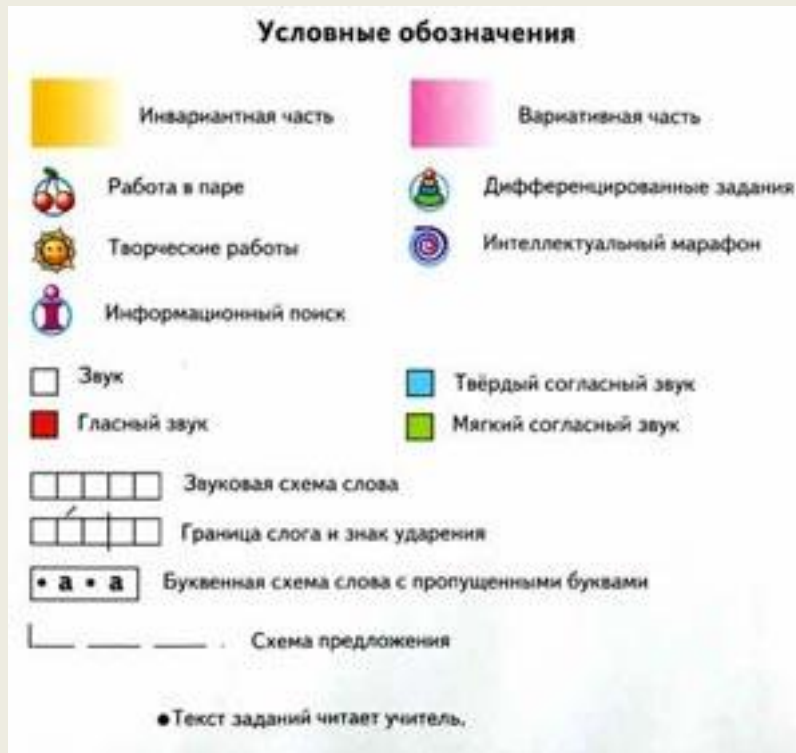 Условные обозначения
Инвариантная часть
Вариативная часть
Работа в паре
Дифференцированные задания
Творческие работы
Интеллектуальный марафон
Информационный поиск
Звук
Твёрдый согласный звук
Гласный звук
Мягкий согласный звук
Звуковая схема слова
Граница слога и знак ударения
• а • а Буквенная схема слова с пропущенными буквами
Схема предложения
• Текст заданий читает учитель.